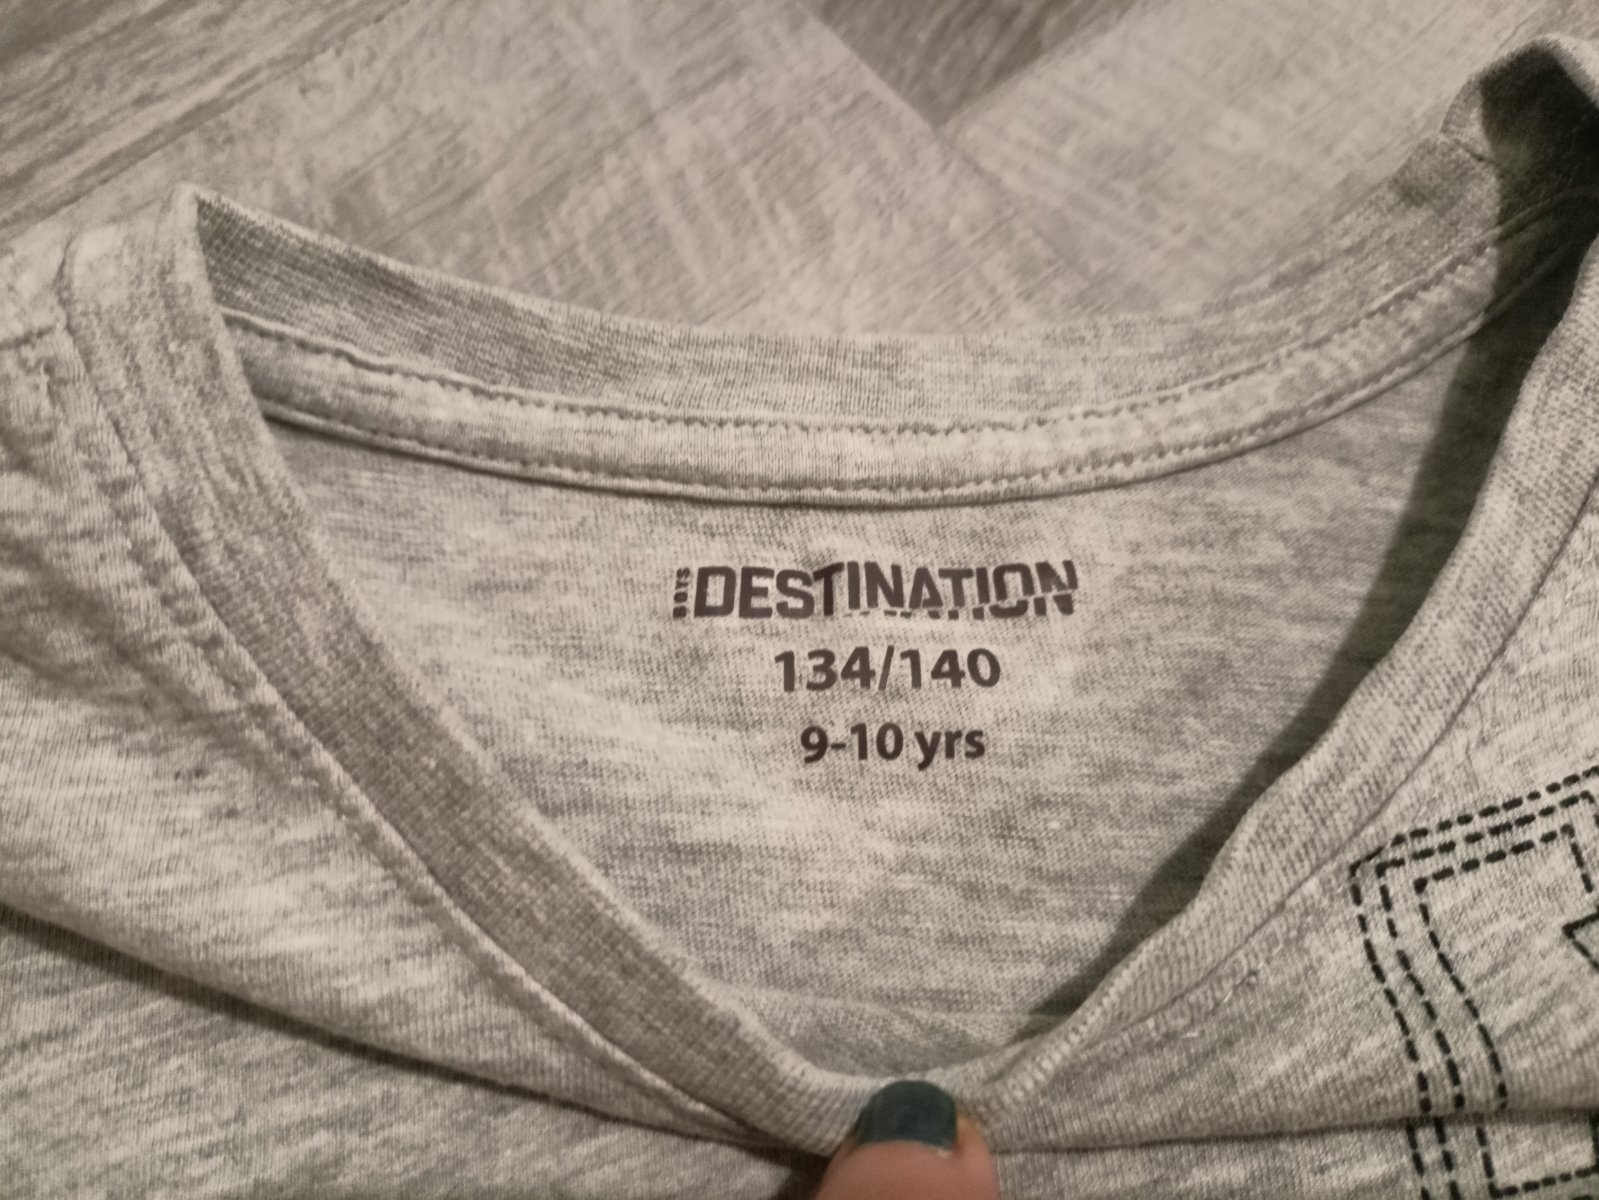 BOYS DESTINATION
134/140
9-10 yrs